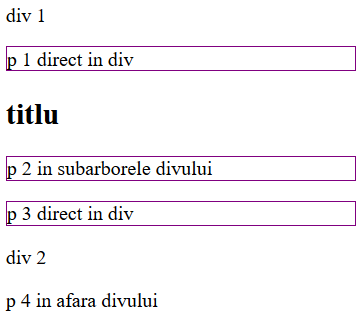 div 1
p 1 direct in div
titlu
p 2 in subarborele divului
p 3 direct in div
div 2
p 4 in afara divului